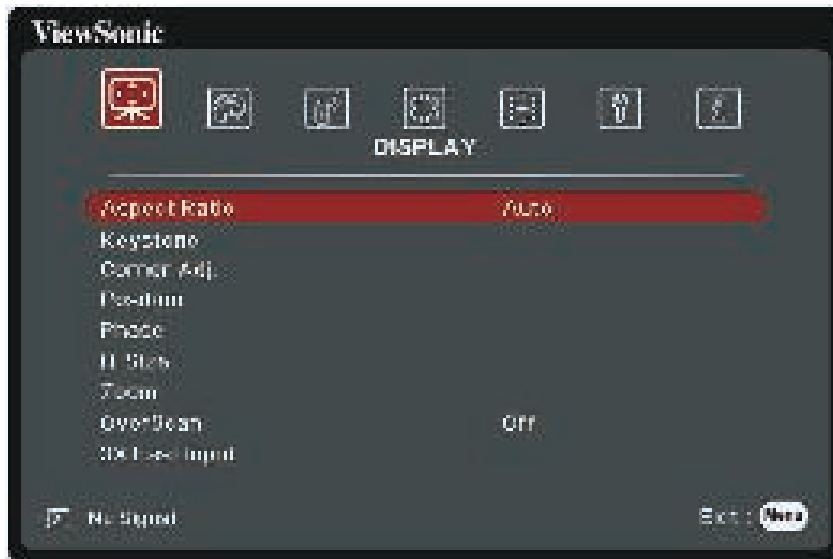 ViewSonic
DISPLAY
Aspect Ratio Auto
Keystone
Corner Adj.
Position
Phase
H. Size
Zoom
OverScan Off
3X Fast Input
No Signal
Exit : Menu